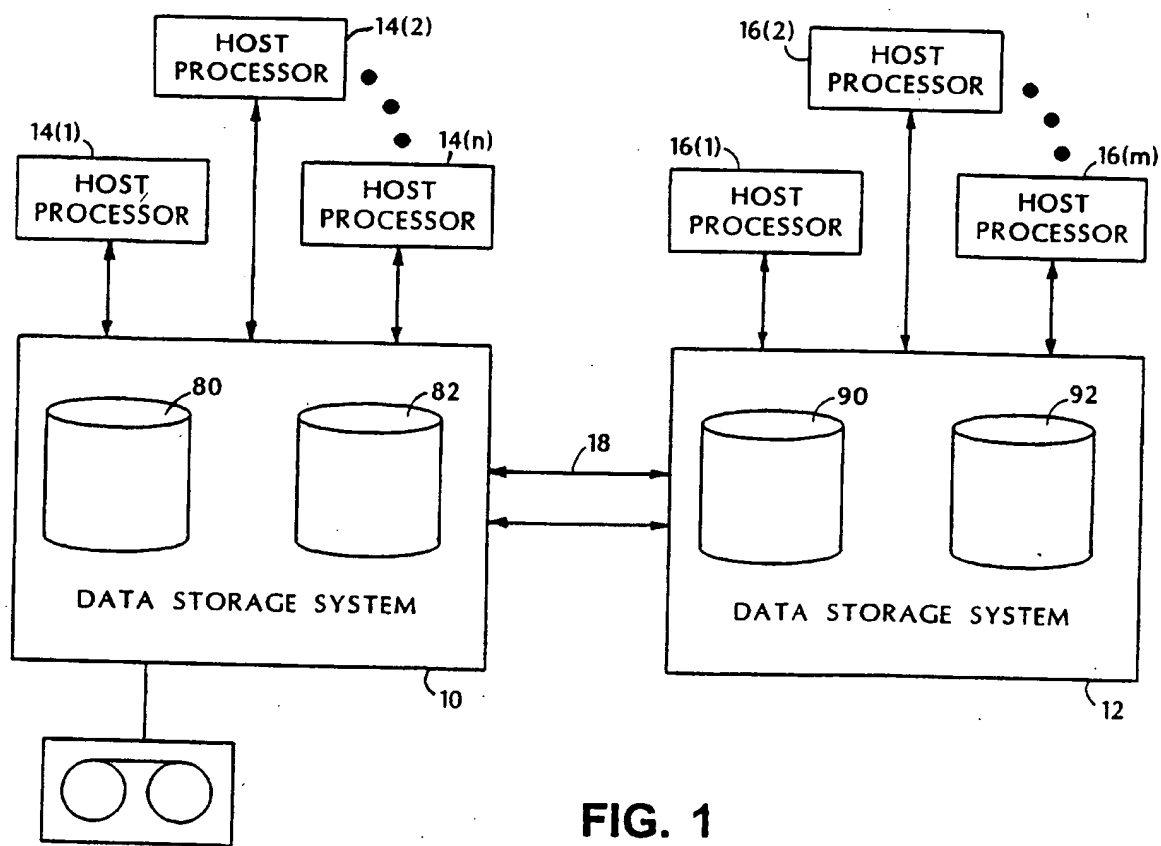 14(2)
HOST
PROCESSOR
16(2)
HOST
PROCESSOR
14(1)
HOST
PROCESSOR
14(n)
HOST
PROCESSOR
16(1)
HOST
PROCESSOR
16(m)
HOST
PROCESSOR
80
82
18
90
92
DATA STORAGE SYSTEM
DATA STORAGE SYSTEM
10
12
FIG. 1